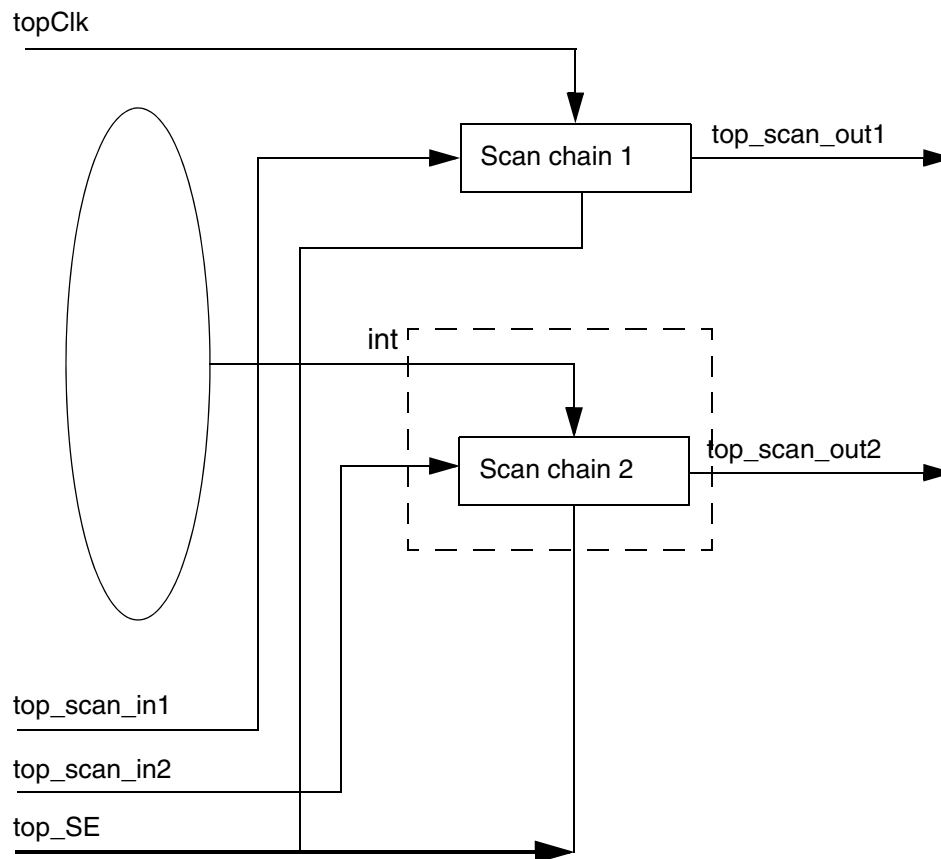 topClk
Scan chain 1
top_scan_out1
int
Scan chain 2
top_scan_out2
top_scan_in1
top_scan_in2
top_SE